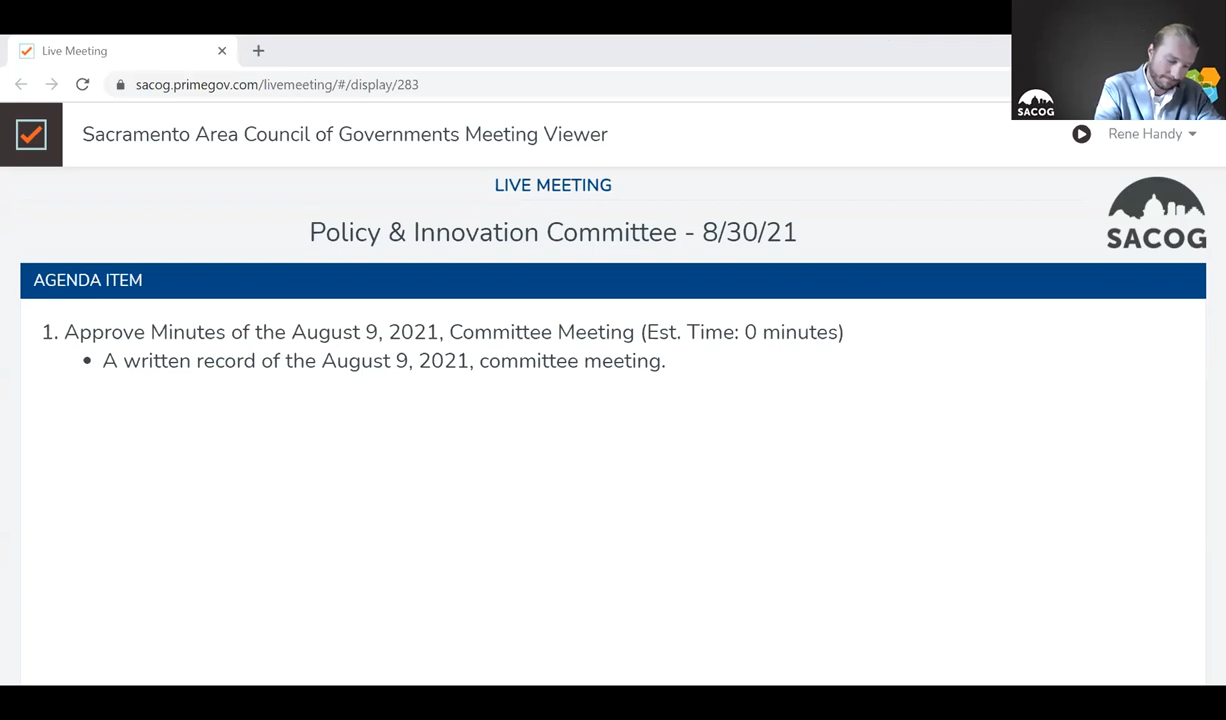 Live Meeting
sacog.primegov.com/livemeeting/#/display/283
SACOG
Sacramento Area Council of Governments Meeting Viewer
Rene Handy
LIVE MEETING
Policy & Innovation Committee - 8/30/21
SACOG
AGENDA ITEM
1. Approve Minutes of the August 9, 2021, Committee Meeting (Est. Time: 0 minutes)
• A written record of the August 9, 2021, committee meeting.